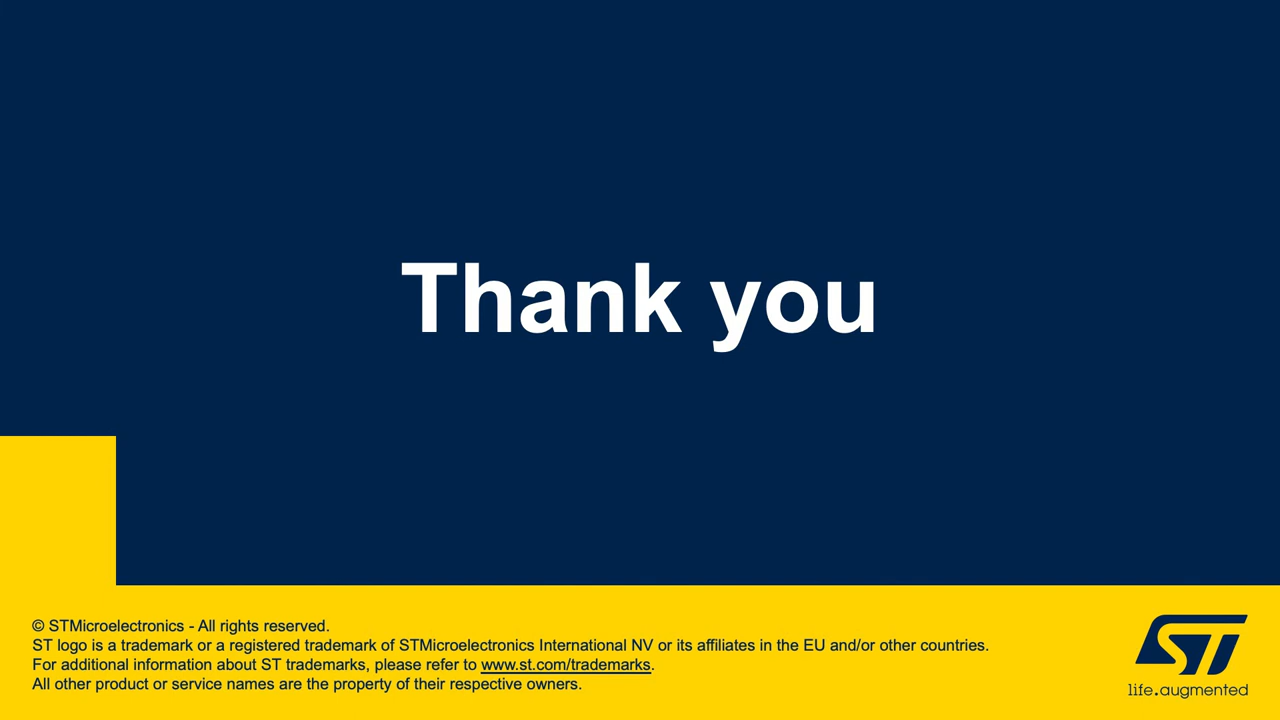 Thank you
© STMicroelectronics - All rights reserved.
ST logo is a trademark or a registered trademark of STMicroelectronics International NV or its affiliates in the EU and/or other countries.
For additional information about ST trademarks, please refer to www.st.com/trademarks.
All other product or service names are the property of their respective owners.
ST
life.augmented